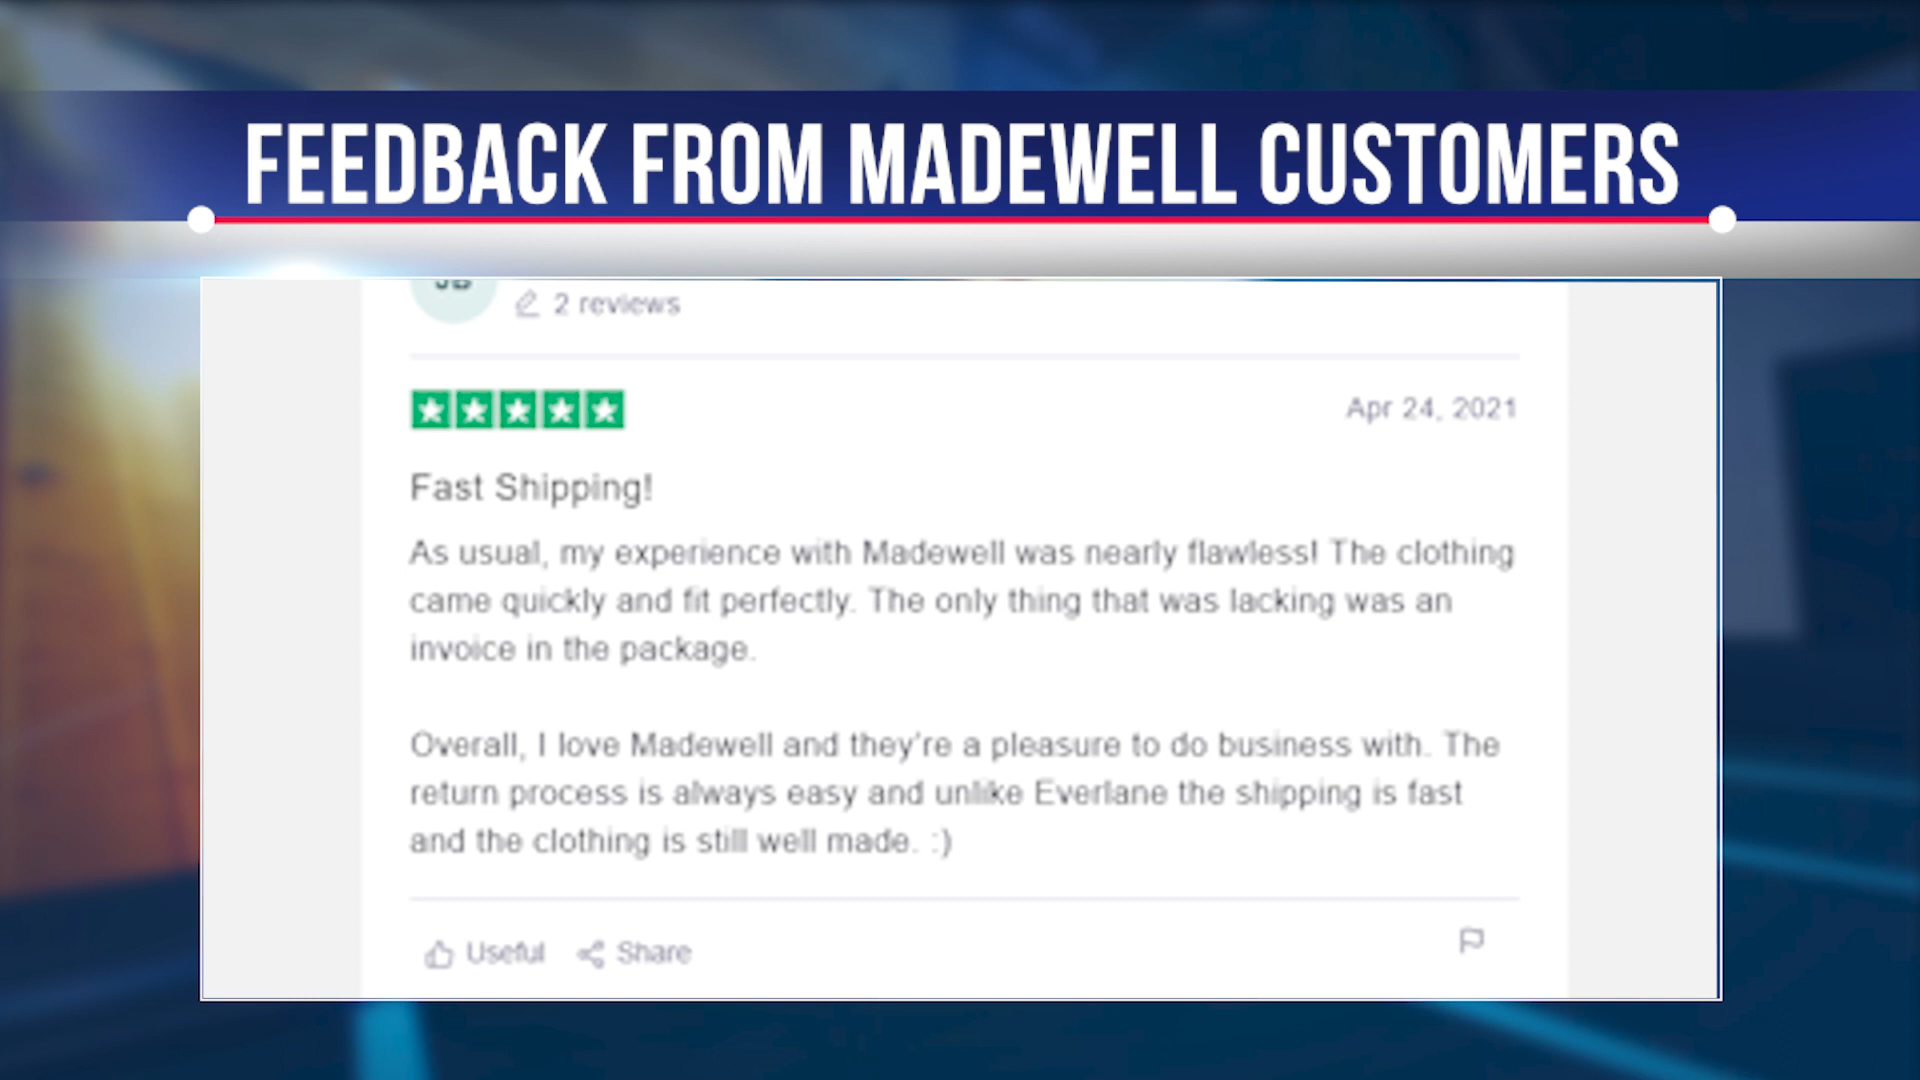 FEEDBACK FROM MADEWELL CUSTOMERS
2 reviews
Apr 24, 2021
Fast Shipping!
As usual, my experience with Madewell was nearly flawless! The clothing
came quickly and fit perfectly. The only thing that was lacking was an
invoice in the package.
Overall, I love Madewell and they're a pleasure to do business with. The
return process is always easy and unlike Everlane the shipping is fast
and the clothing is still well made. :)
Useful Share